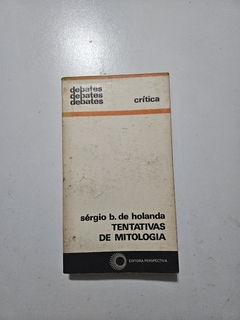 debates
debates
debates
crítica
sérgio b. de holanda
TENTATIVAS
DE MITOLOGIA
EDITORA PERSPECTIVA